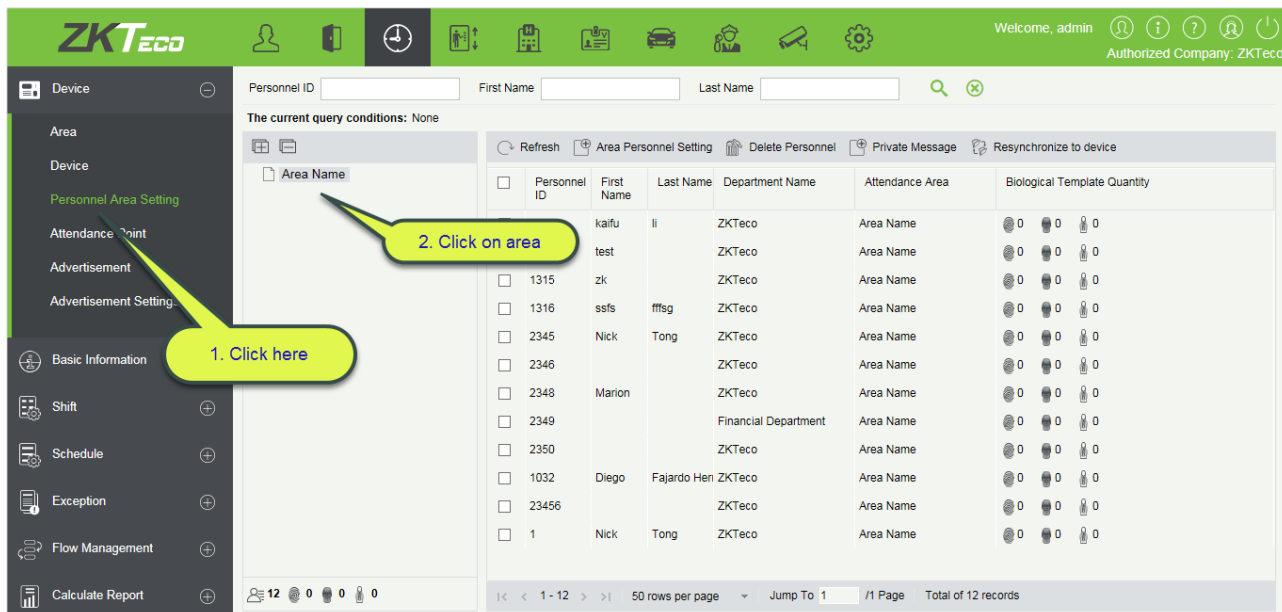 ZKTECO
Welcome, admin
Authorized Company: ZKTeco
Device
Area
Device
Personnel Area Setting
Attendance Point
Advertisement
Advertisement Settings
Basic Information
Shift
Schedule
Exception
Flow Management
Calculate Report
Personnel ID First Name Last Name
The current query conditions: None
Area Name
1. Click here
2. Click on area
Refresh Area Personnel Setting Delete Personnel Private Message Resynchronize to device
Personnel ID First Name Last Name Department Name Attendance Area Biological Template Quantity
kaifu li ZKTeco Area Name 0 0 0
test ZKTeco Area Name 0 0 0
1315 zk ZKTeco Area Name 0 0 0
1316 ssfs fffsg ZKTeco Area Name 0 0 0
2345 Nick Tong ZKTeco Area Name 0 0 0
2346 ZKTeco Area Name 0 0 0
2348 Marion ZKTeco Area Name 0 0 0
2349 Financial Department Area Name 0 0 0
2350 ZKTeco Area Name 0 0 0
1032 Diego Fajardo Herr ZKTeco Area Name 0 0 0
23456 ZKTeco Area Name 0 0 0
1 Nick Tong ZKTeco Area Name 0 0 0
12 0 0 0
1 - 12 50 rows per page Jump To 1 /1 Page Total of 12 records